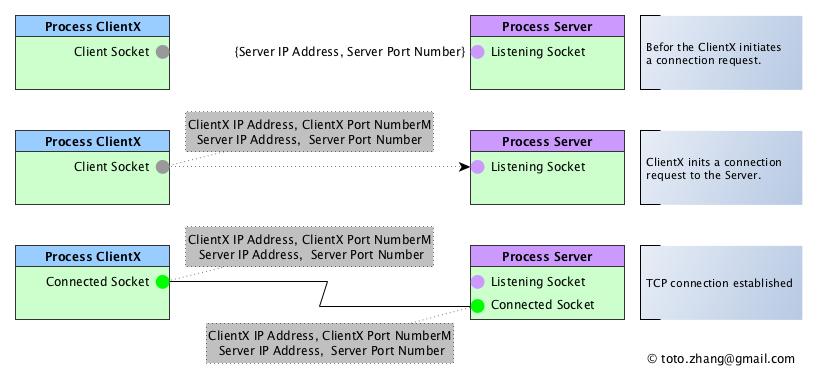 Process ClientX
Process Server
Client Socket
{Server IP Address, Server Port Number}
Listening Socket
Befor the ClientX initiates
a connection request.
ClientX IP Address, ClientX Port NumberM
Server IP Address,  Server Port Number
Process ClientX
Process Server
Client Socket
Listening Socket
ClientX inits a connection
request to the Server.
ClientX IP Address, ClientX Port NumberM
Server IP Address,  Server Port Number
Process ClientX
Process Server
Connected Socket
Listening Socket
Connected Socket
TCP connection established
ClientX IP Address, ClientX Port NumberM
Server IP Address,  Server Port Number
© toto.zhang@gmail.com